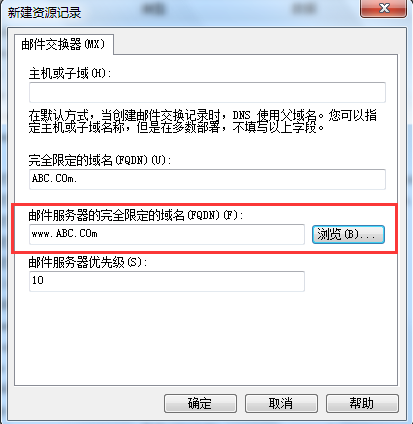 新建资源记录
邮件交换器(MX)
主机或子域(H):
在默认方式，当创建邮件交换记录时，DNS 使用父域名。您可以指
定主机或子域名称，但是在多数部署，不填写以上字段。
完全限定的域名(FQDN)(U):
ABC.COm.
邮件服务器的完全限定的域名(FQDN)(F):
www.ABC.COm
浏览(B)...
邮件服务器优先级(S):
10
确定
取消
帮助